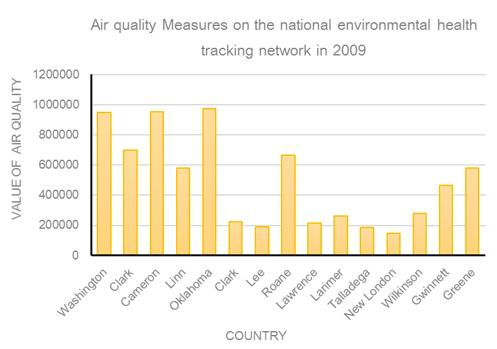 Air quality Measures on the national environmental health
tracking network in 2009
VALUE OF AIR QUALITY
1200000
1000000
800000
600000
400000
200000
0
Washington
Clark
Cameron
Linn
Oklahoma
Clark
Lee
Roane
Lawrence
Larimer
Talladega
New London
Wilkinson
Gwinnett
Greene
COUNTRY